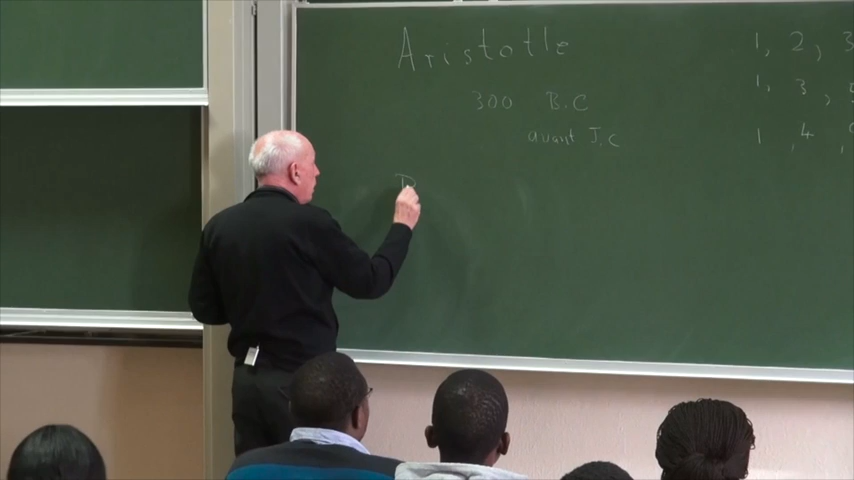 Aristotle
300 B.C
avant J.C
1, 2, 3
1, 3,
1, 4,